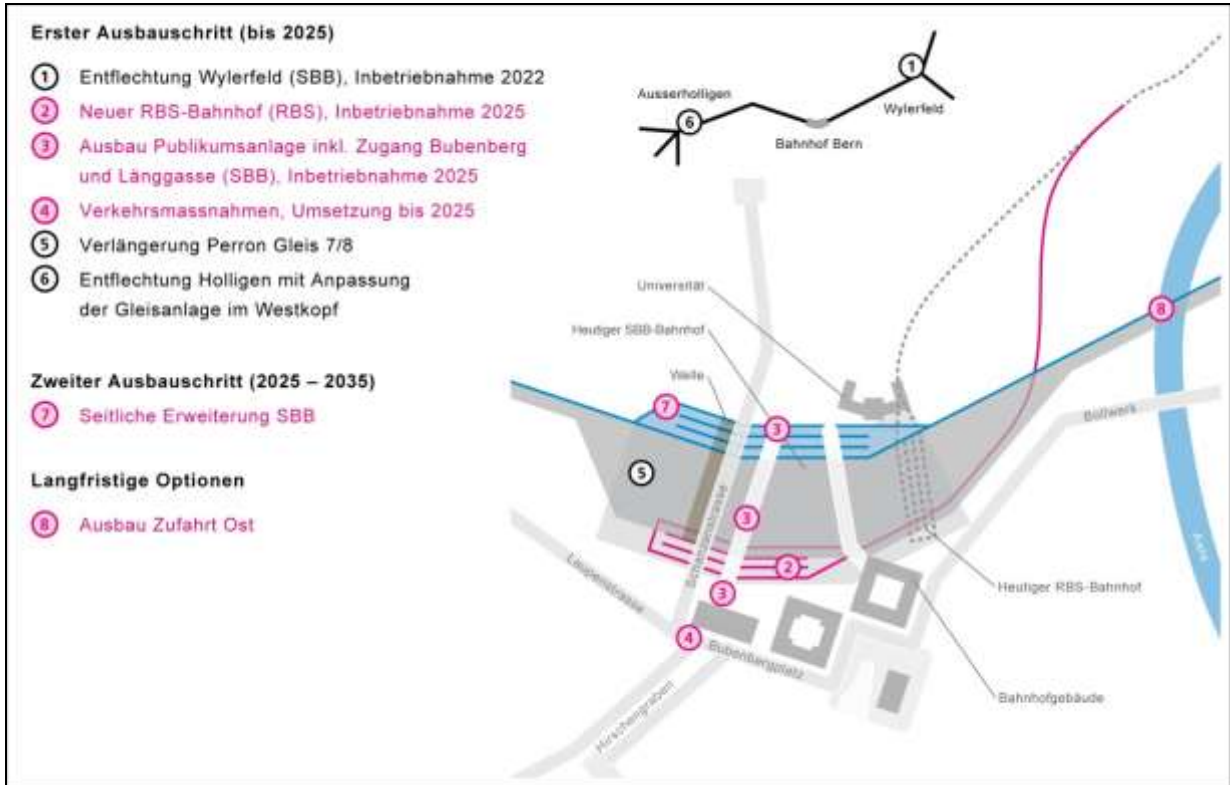 Erster Ausbauschritt (bis 2025)
1 Entflechtung Wylerfeld (SBB), Inbetriebnahme 2022
2 Neuer RBS-Bahnhof (RBS), Inbetriebnahme 2025
3 Ausbau Publikumsanlage inkl. Zugang Bubenberg
und Länggasse (SBB), Inbetriebnahme 2025
4 Verkehrsmassnahmen, Umsetzung bis 2025
5 Verlängerung Perron Gleis 7/8
6 Entflechtung Holligen mit Anpassung
der Gleisanlage im Westkopf
Zweiter Ausbauschritt (2025 – 2035)
7 Seitliche Erweiterung SBB
Langfristige Optionen
8 Ausbau Zufahrt Ost
1
Ausserholligen
Wylerfeld
6
Bahnhof Bern
Universität
8
Heutiger SBB-Bahnhof
Welle
7
3
Bollwerk
5
Schanzenstrasse
3
Aare
2
Laupenstrasse
3
Heutiger RBS-Bahnhof
4
Bubenbergplatz
Hirschengraben
Bahnhofgebäude